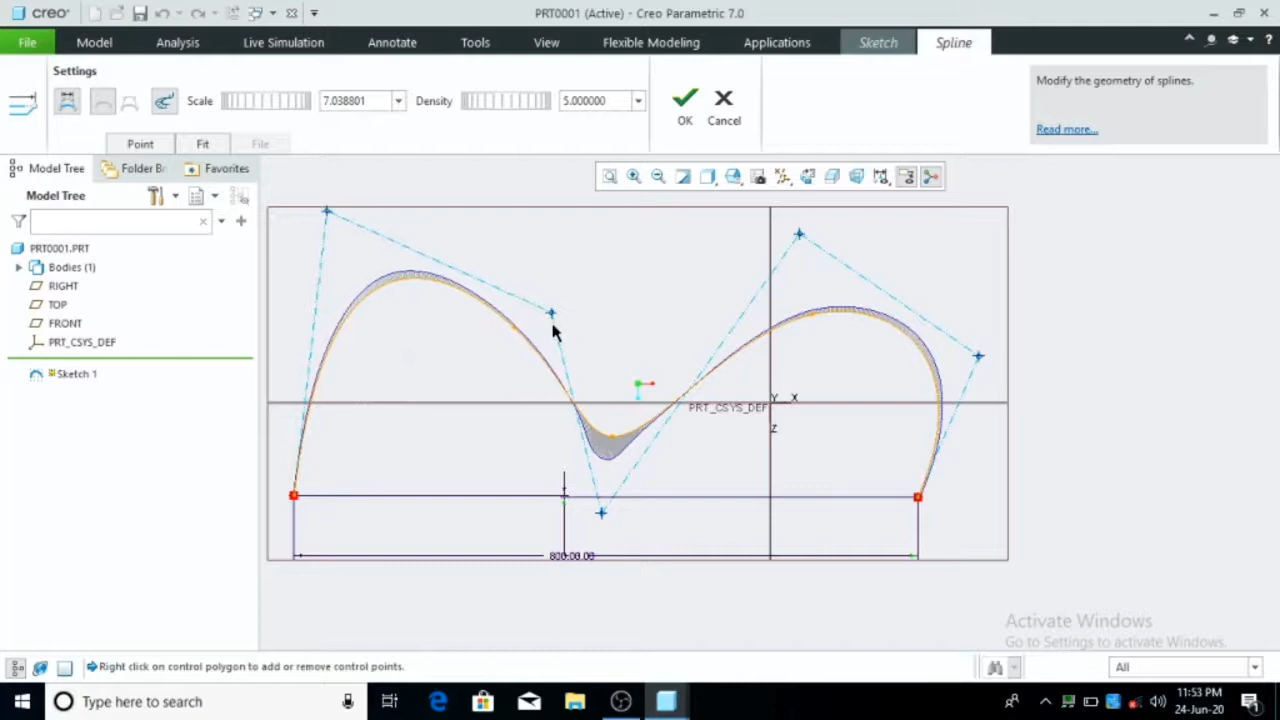 creo
PRT0001 (Active) - Creo Parametric 7.0
File Model Analysis Live Simulation Annotate Tools View Flexible Modeling Applications Sketch Spline
Settings
Scale 7.038801 Density 5.000000
OK Cancel
Point Fit File
Modify the geometry of splines.
Read more...
Model Tree Folder Br Favorites
Model Tree
PRT0001.PRT
Bodies (1)
RIGHT
TOP
FRONT
PRT_CSYS_DEF
Sketch 1
Y X
PRT_CSYS_DEF
Z
Activate Windows
Go to Settings to activate Windows.
Right click on control polygon to add or remove control points.
All
Type here to search
11:53 PM
24-Jun-20
1